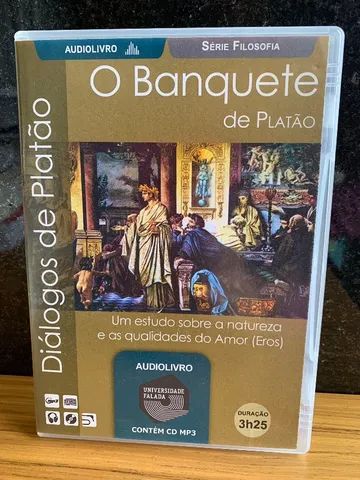 AUDIOLIVRO
SÉRIE FILOSOFIA
O Banquete
de PLATÃO
Diálogos de Platão
Um estudo sobre a natureza
e as qualidades do Amor (Eros)
AUDIOLIVRO
UNIVERSIDADE
FALADA
CONTÉM CD MP3
DURAÇÃO
3h25
mp3